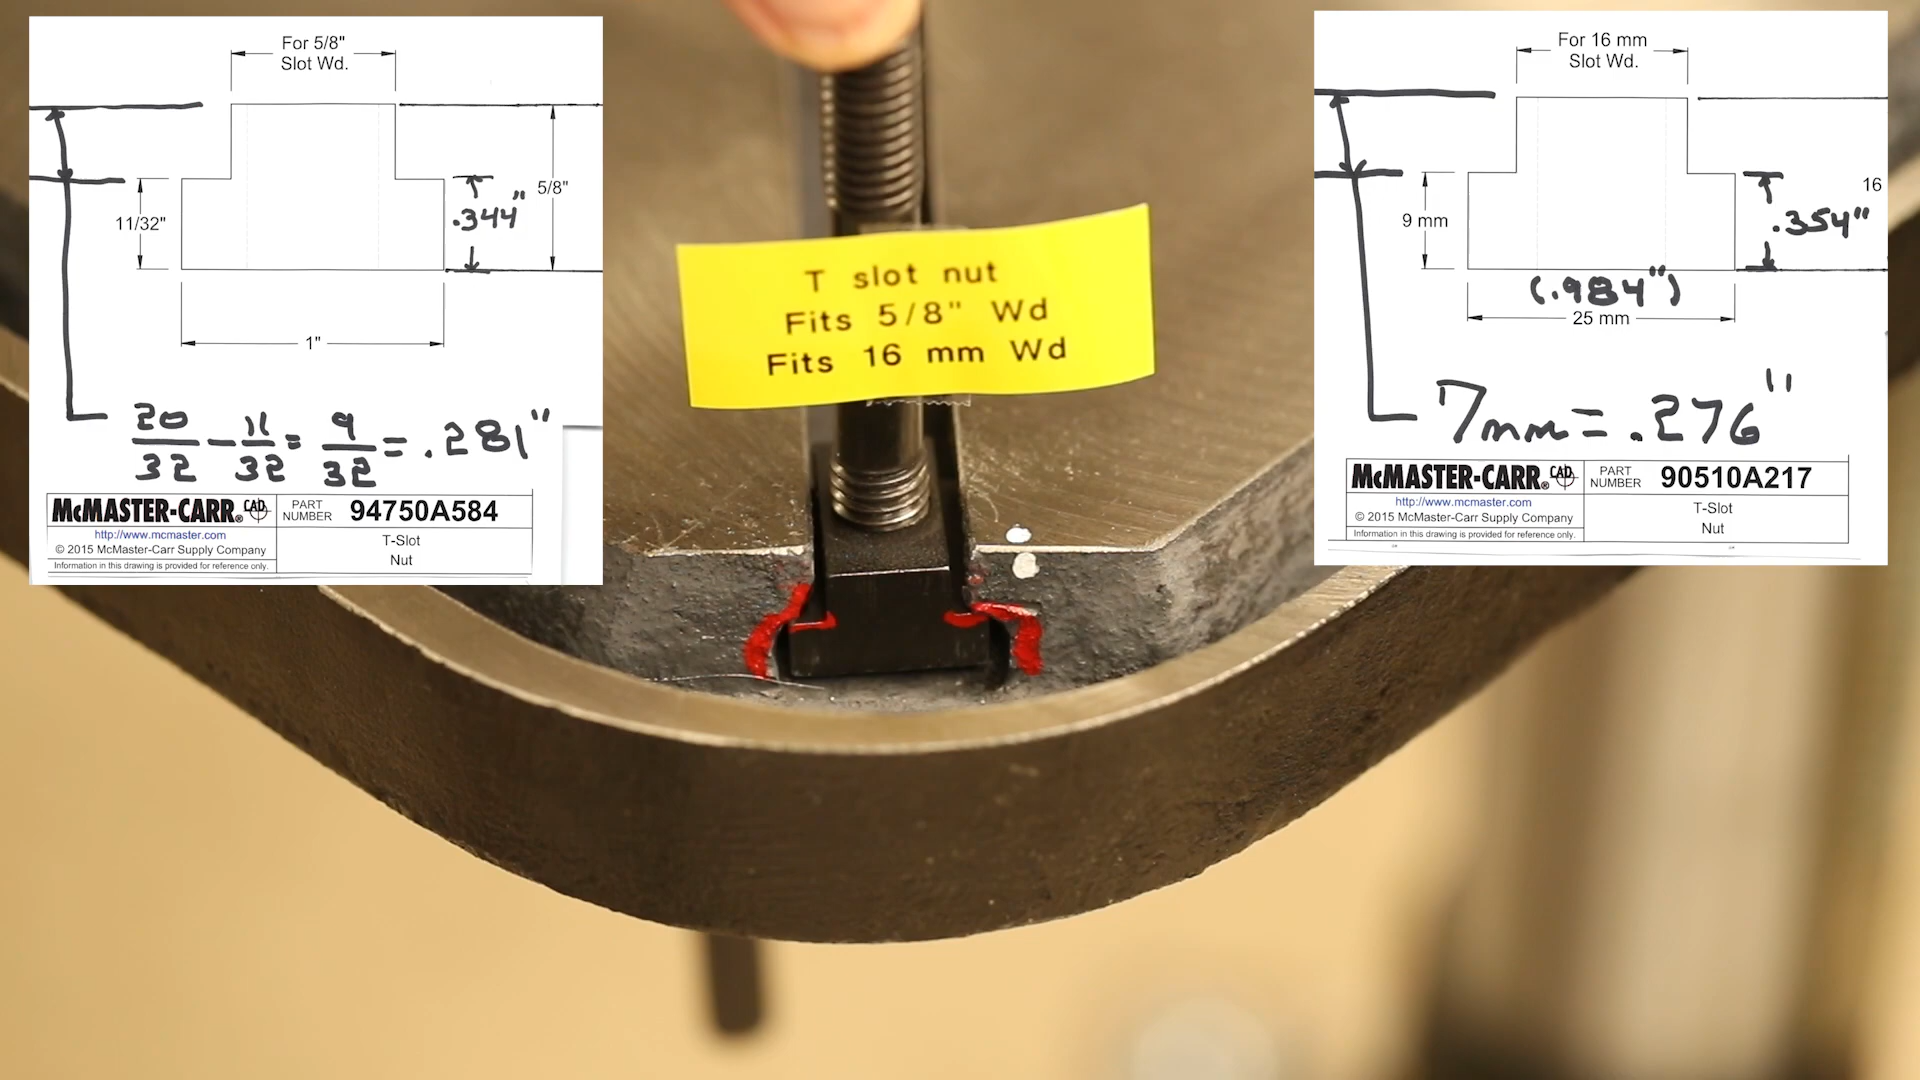 For 5/8"
Slot Wd.
5/8"
.344"
11/32"
1"
20/32 - 11/32 = 9/32 = .281"
McMASTER-CARR® CAD
PART NUMBER 94750A584
http://www.mcmaster.com
© 2015 McMaster-Carr Supply Company
Information in this drawing is provided for reference only.
T-Slot
Nut
T slot nut
Fits 5/8" Wd
Fits 16 mm Wd
For 16 mm
Slot Wd.
16
9 mm
.354"
(.984")
25 mm
7mm = .276"
McMASTER-CARR® CAD
PART NUMBER 90510A217
http://www.mcmaster.com
© 2015 McMaster-Carr Supply Company
Information in this drawing is provided for reference only.
T-Slot
Nut